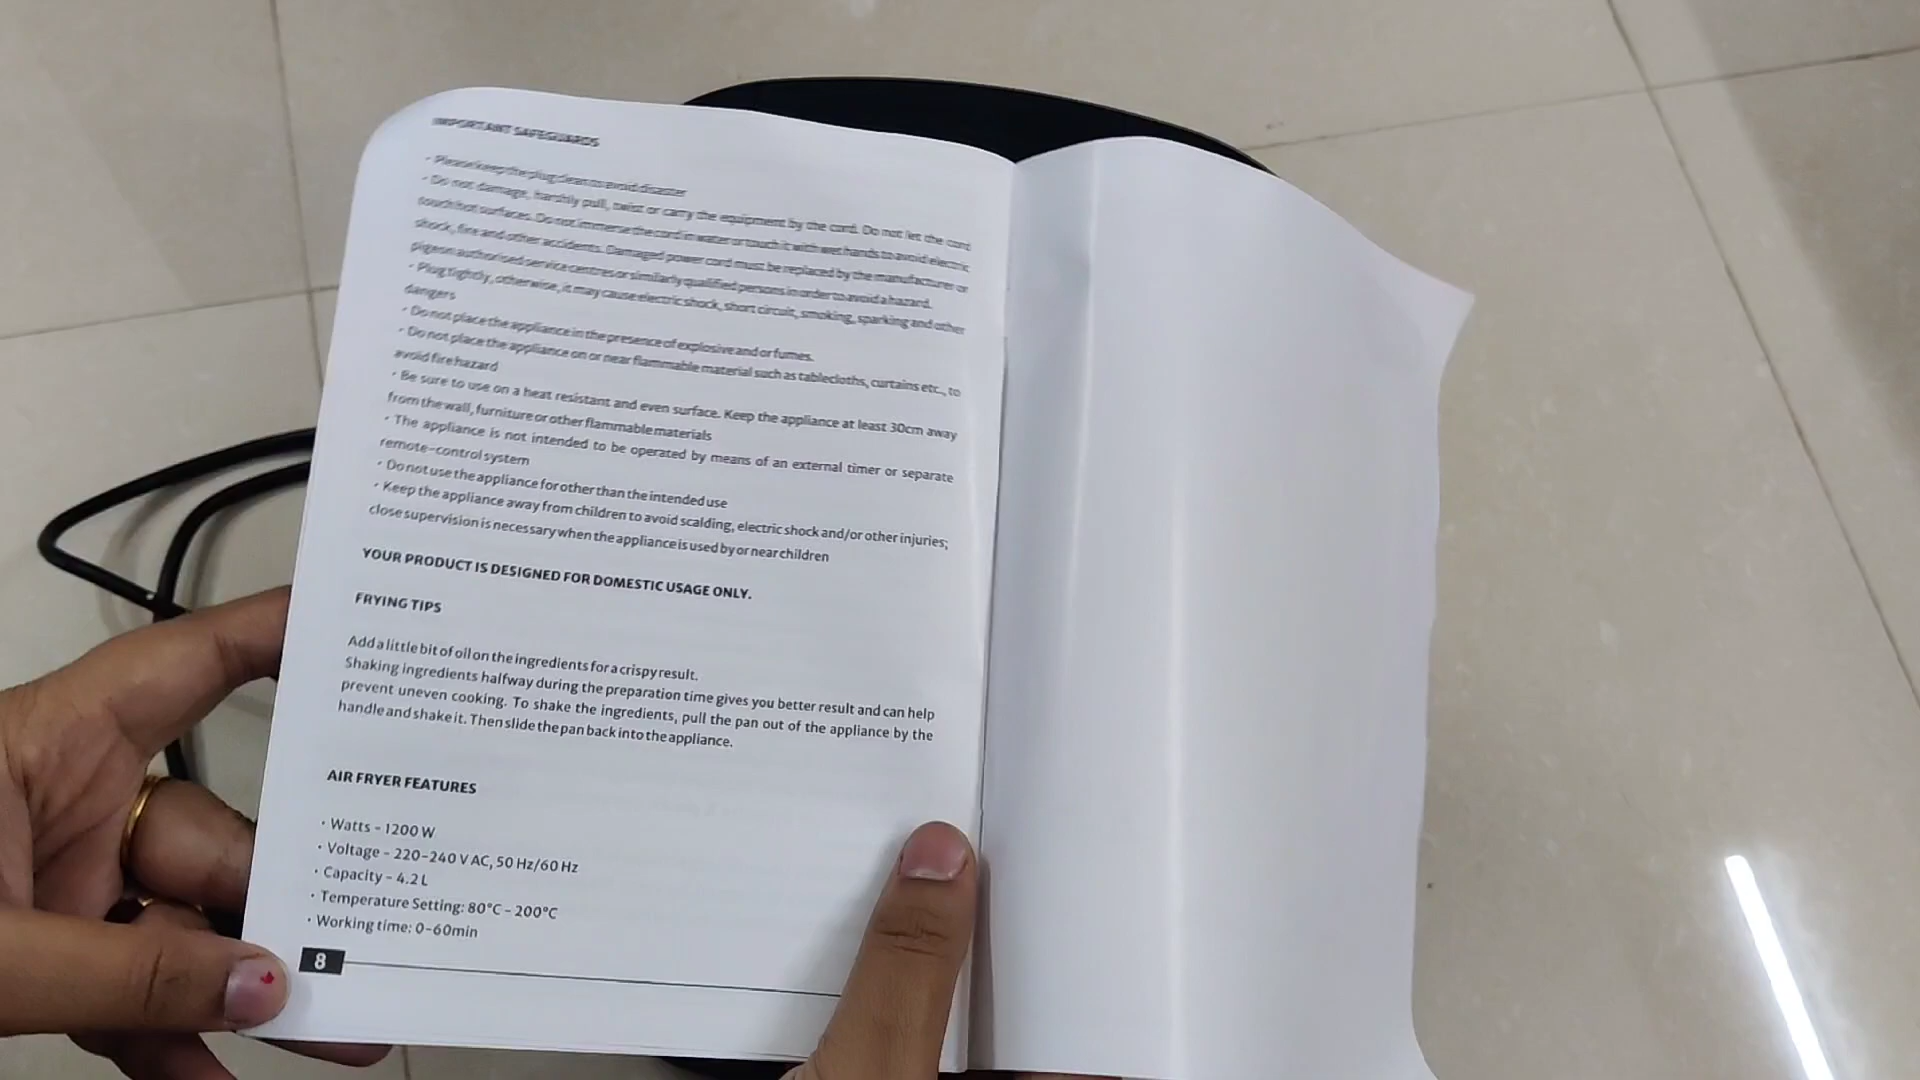 IMPORTANT SAFEGUARDS
• Please keep the plug clean to avoid disaster
• Do not damage, harshly pull, twist or carry the equipment by the cord. Do not let the cord
touch hot surfaces. Do not immerse the cord in water or touch it with wet hands to avoid electric
shock, fire and other accidents. Damaged power cord must be replaced by the manufacturer or
pigeon authorised service centres or similarly qualified persons in order to avoid a hazard.
• Plug tightly, otherwise, it may cause electric shock, short circuit, smoking, sparking and other
dangers
• Do not place the appliance in the presence of explosive and or fumes.
• Do not place the appliance on or near flammable material such as tablecloths, curtains etc., to
avoid fire hazard
• Be sure to use on a heat resistant and even surface. Keep the appliance at least 30cm away
from the wall, furniture or other flammable materials
• The appliance is not intended to be operated by means of an external timer or separate
remote-control system
• Do not use the appliance for other than the intended use
• Keep the appliance away from children to avoid scalding, electric shock and/or other injuries;
close supervision is necessary when the appliance is used by or near children
YOUR PRODUCT IS DESIGNED FOR DOMESTIC USAGE ONLY.
FRYING TIPS
Add a little bit of oil on the ingredients for a crispy result.
Shaking ingredients halfway during the preparation time gives you better result and can help
prevent uneven cooking. To shake the ingredients, pull the pan out of the appliance by the
handle and shake it. Then slide the pan back into the appliance.
AIR FRYER FEATURES
• Watts - 1200 W
• Voltage - 220-240 V AC, 50 Hz/60 Hz
• Capacity - 4.2 L
• Temperature Setting: 80°C - 200°C
• Working time: 0-60min
8